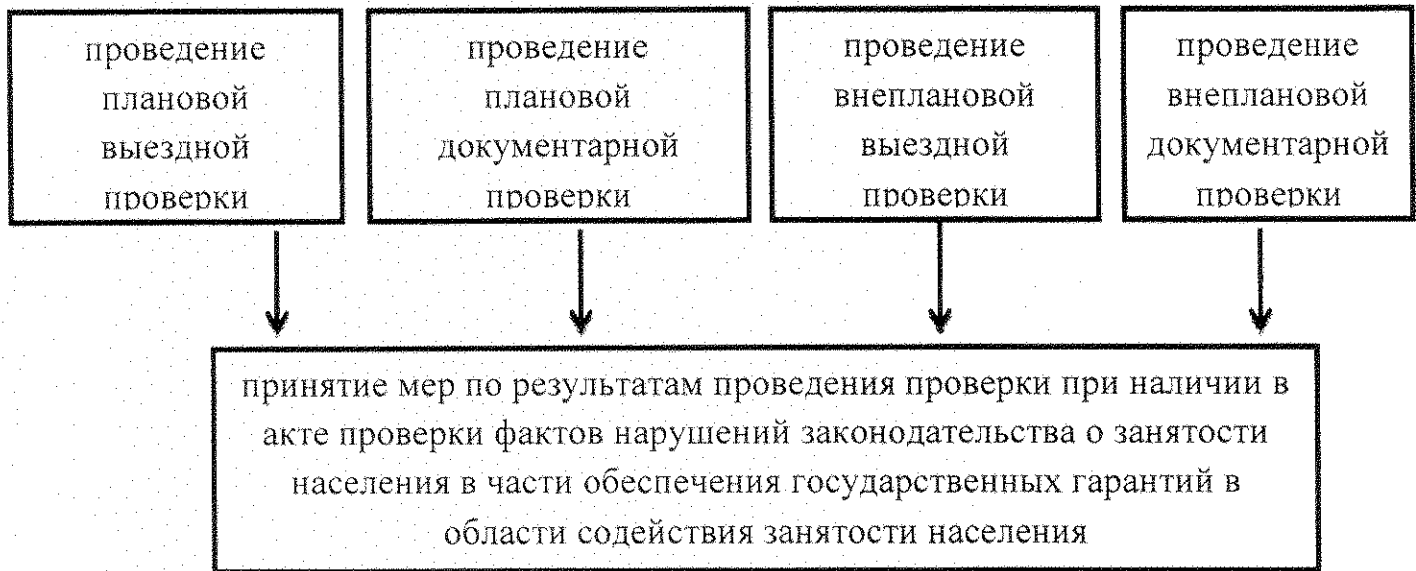 проведение
плановой
выездной
проверки
проведение
плановой
документарной
проверки
проведение
внеплановой
выездной
проверки
проведение
внеплановой
документарной
проверки
принятие мер по результатам проведения проверки при наличии в
акте проверки фактов нарушений законодательства о занятости
населения в части обеспечения государственных гарантий в
области содействия занятости населения